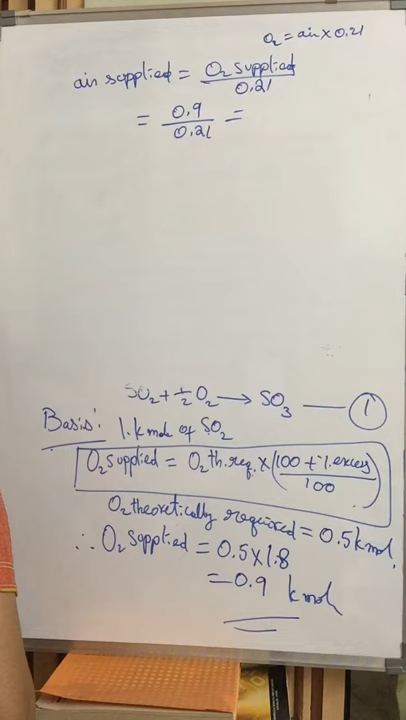 O₂ = air × 0.21
air supplied = O₂ supplied / 0.21
= 0.9 / 0.21 =
SO₂ + ½ O₂ → SO₃ — 1
Basis: 1 kmole of SO₂
O₂ supplied = O₂ th. req. × (100 + % excess / 100)
O₂ theoretically required = 0.5 kmol.
∴ O₂ supplied = 0.5 × 1.8
= 0.9 kmol